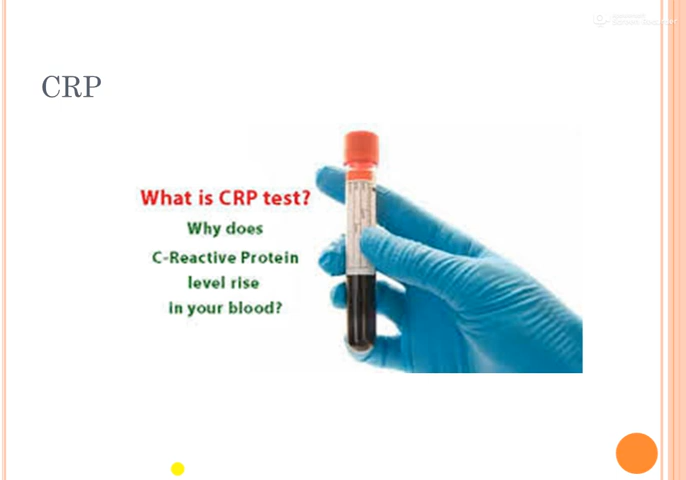 CRP
What is CRP test?
Why does
C-Reactive Protein
level rise
in your blood?